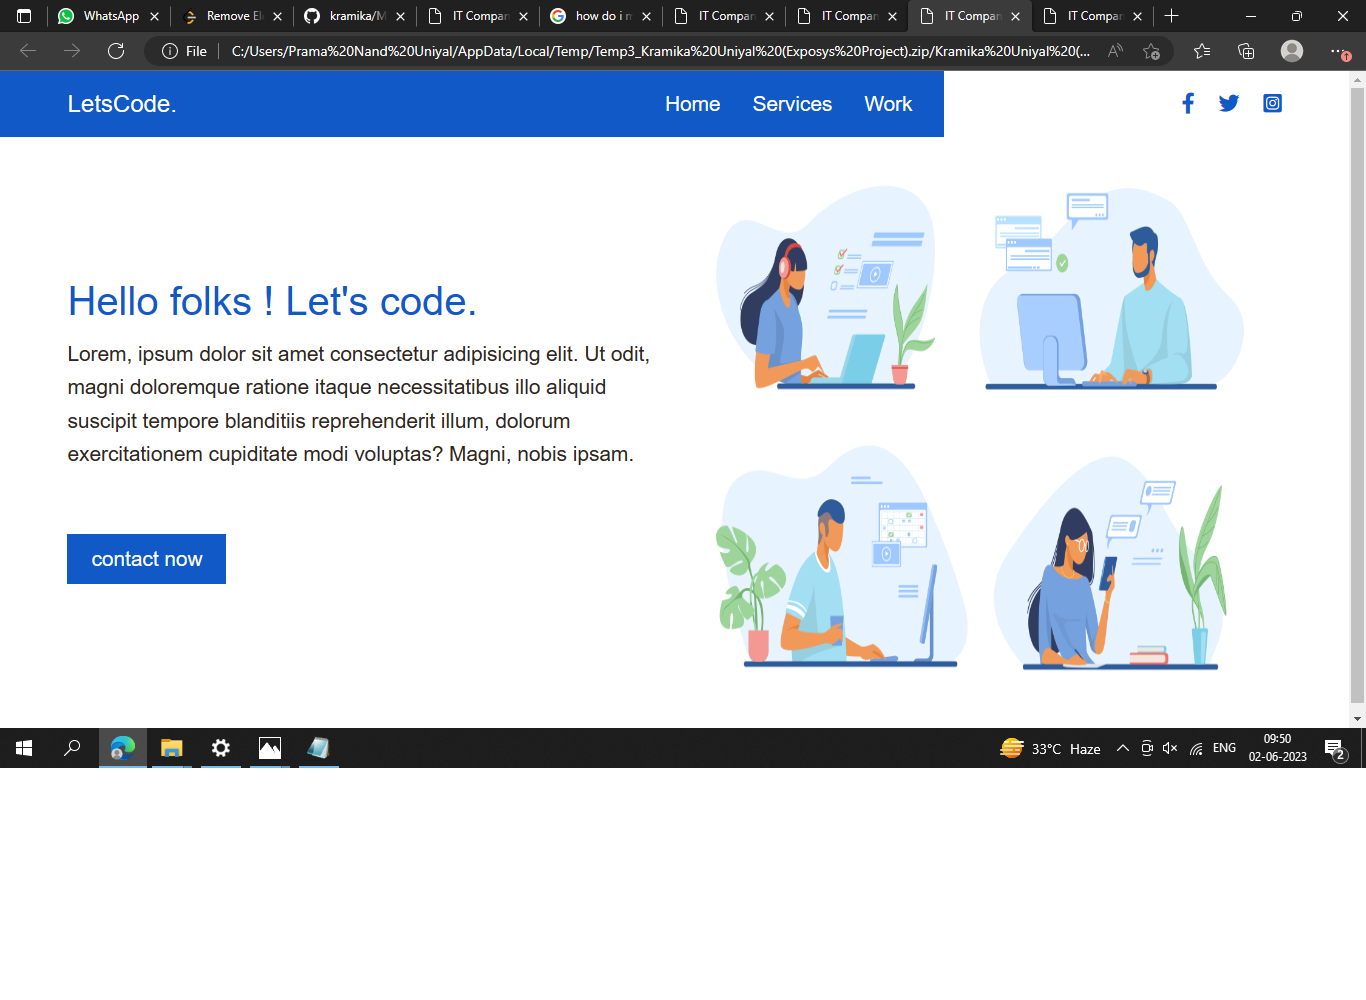 WhatsApp
Remove Ele
kramika/M
IT Compan
how do i m
IT Compan
IT Compan
IT Compan
IT Compan
File
C:/Users/Prama%20Nand%20Uniyal/AppData/Local/Temp/Temp3_Kramika%20Uniyal%20(Exposys%20Project).zip/Kramika%20Uniyal%20(...
LetsCode.
Home Services Work
Hello folks ! Let's code.
Lorem, ipsum dolor sit amet consectetur adipisicing elit. Ut odit,
magni doloremque ratione itaque necessitatibus illo aliquid
suscipit tempore blanditiis reprehenderit illum, dolorum
exercitationem cupiditate modi voluptas? Magni, nobis ipsam.
contact now
33°C Haze
ENG
09:50
02-06-2023
2